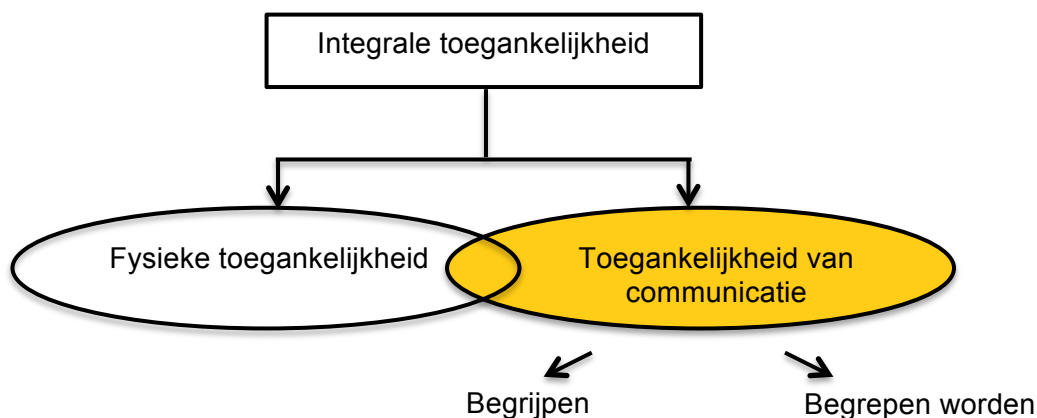 Integrale toegankelijkheid
Fysieke toegankelijkheid
Toegankelijkheid van
communicatie
Begrijpen
Begrepen worden